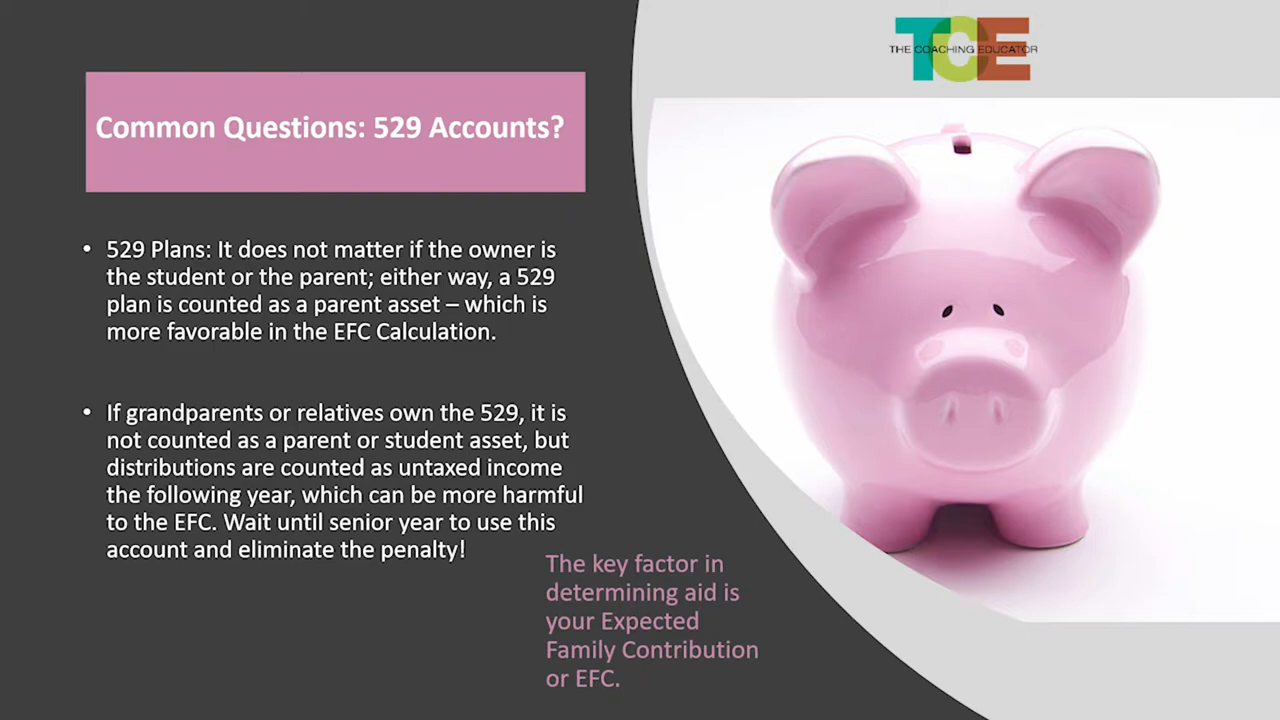 TCE
THE COACHING EDUCATOR
Common Questions: 529 Accounts?
• 529 Plans: It does not matter if the owner is
the student or the parent; either way, a 529
plan is counted as a parent asset – which is
more favorable in the EFC Calculation.
• If grandparents or relatives own the 529, it is
not counted as a parent or student asset, but
distributions are counted as untaxed income
the following year, which can be more harmful
to the EFC. Wait until senior year to use this
account and eliminate the penalty!
The key factor in
determining aid is
your Expected
Family Contribution
or EFC.